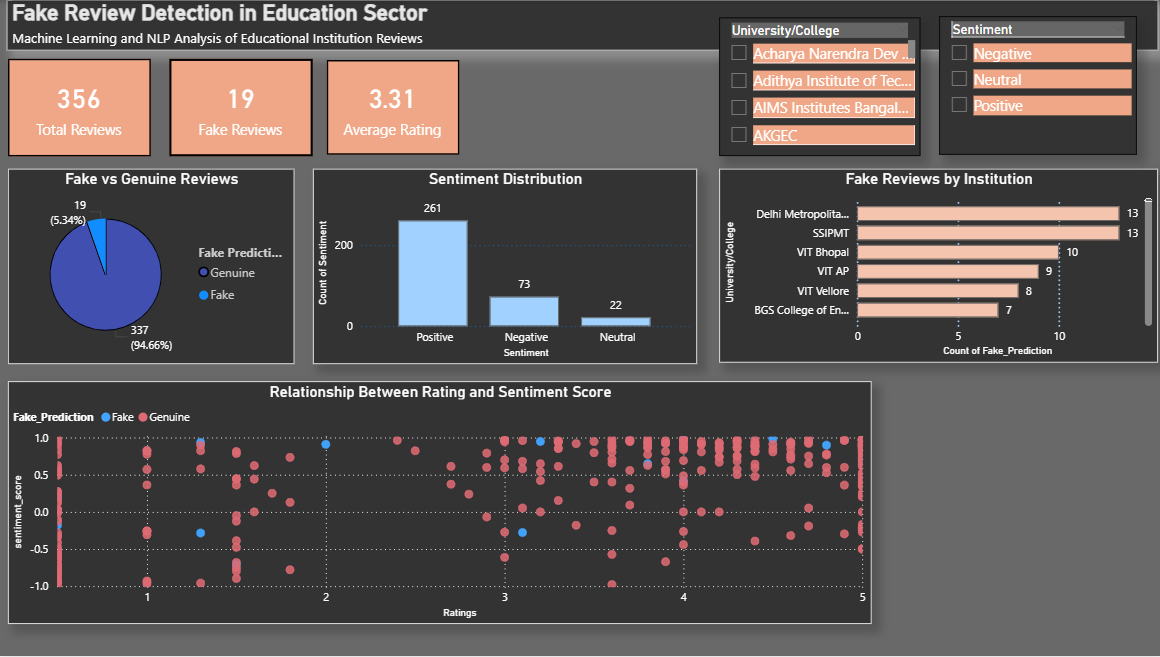 Fake Review Detection in Education Sector
Machine Learning and NLP Analysis of Educational Institution Reviews
University/College
Acharya Narendra Dev ...
Adithya Institute of Tec...
AIMS Institutes Bangal...
AKGEC
Sentiment
Negative
Neutral
Positive
356
Total Reviews
19
Fake Reviews
3.31
Average Rating
Fake vs Genuine Reviews
19
(5.34%)
337
(94.66%)
Fake Predicti...
Genuine
Fake
Sentiment Distribution
Count of Sentiment
200
0
261
73
22
Positive
Negative
Neutral
Sentiment
Fake Reviews by Institution
University/College
Delhi Metropolita... 13
SSIPMT 13
VIT Bhopal 10
VIT AP 9
VIT Vellore 8
BGS College of En... 7
0 5 10
Count of Fake_Prediction
Relationship Between Rating and Sentiment Score
Fake_Prediction Fake Genuine
sentiment_score
1.0
0.5
0.0
-0.5
-1.0
1 2 3 4 5
Ratings